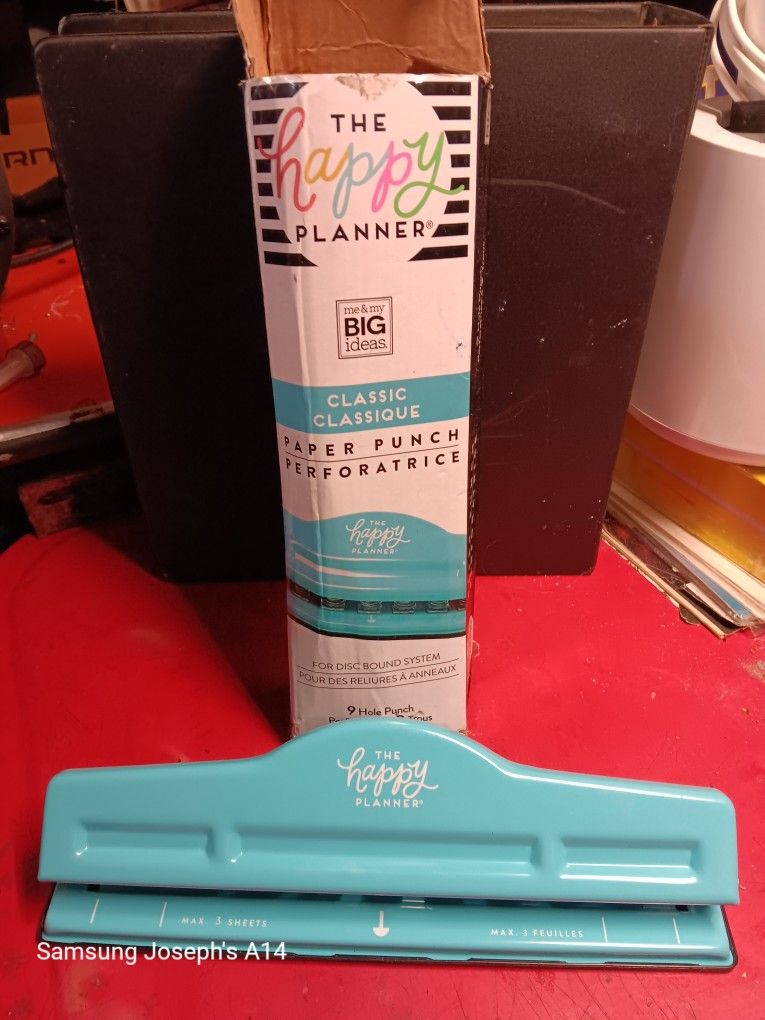 THE
happy
PLANNER®
me & my
BIG
ideas.
CLASSIC
CLASSIQUE
PAPER PUNCH
PERFORATRICE
THE
happy
PLANNER®
FOR DISC BOUND SYSTEM
POUR DES RELIURES À ANNEAUX
9 Hole Punch
Trous
THE
happy
PLANNER®
MAX. 3 SHEETS
MAX. 3 FEUILLES
Samsung Joseph's A14